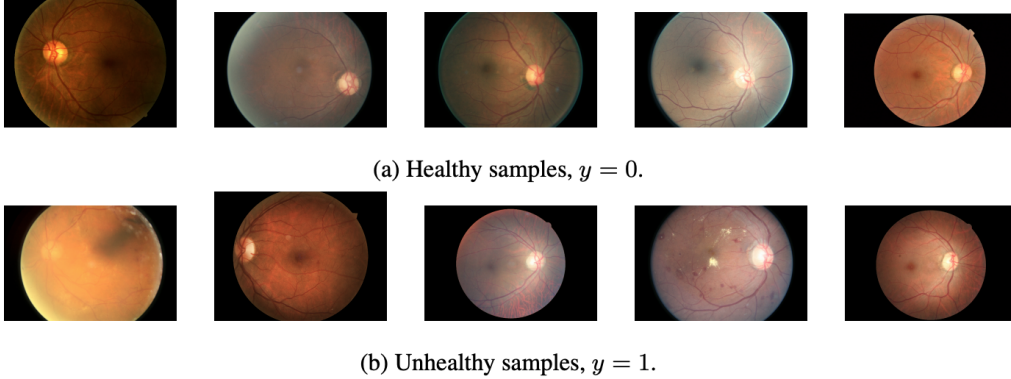 (a) Healthy samples, y = 0.
(b) Unhealthy samples, y = 1.